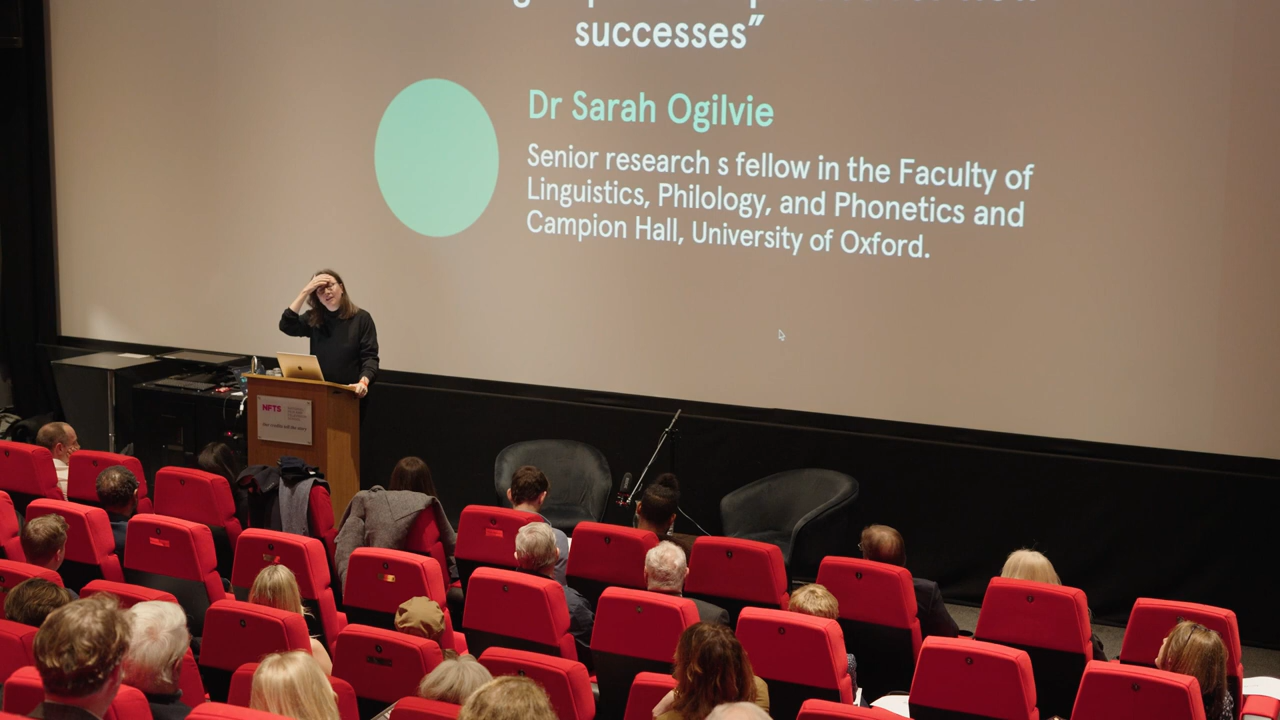 successes”
Dr Sarah Ogilvie
Senior research s fellow in the Faculty of
Linguistics, Philology, and Phonetics and
Campion Hall, University of Oxford.
NFTS